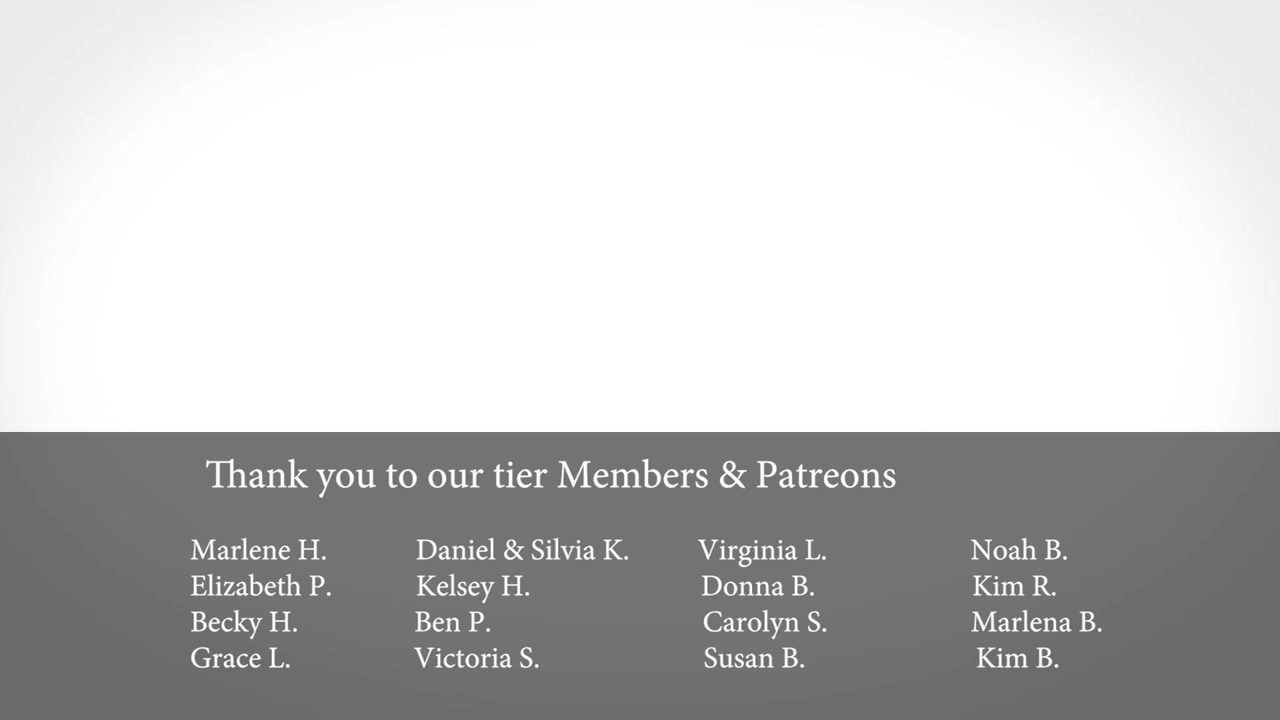 Thank you to our tier Members & Patreons
Marlene H. Daniel & Silvia K. Virginia L. Noah B.
Elizabeth P. Kelsey H. Donna B. Kim R.
Becky H. Ben P. Carolyn S. Marlena B.
Grace L. Victoria S. Susan B. Kim B.